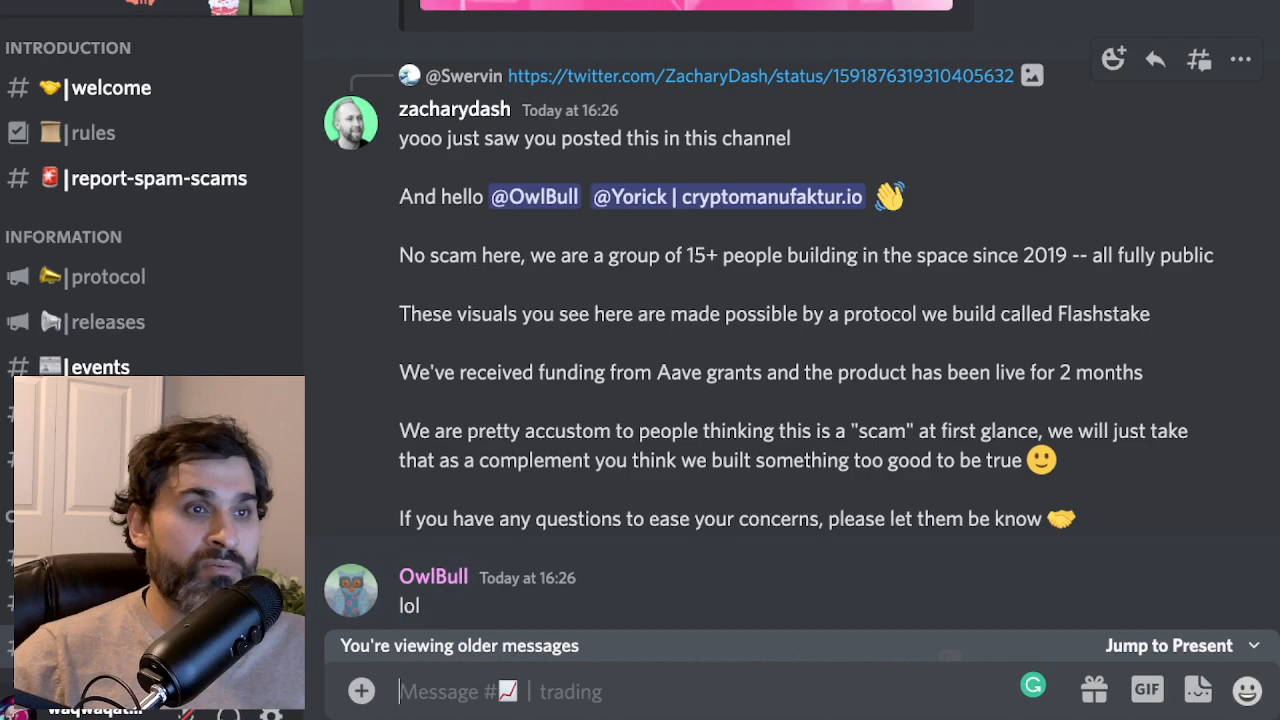 INTRODUCTION
# |welcome
|rules
# |report-spam-scams
INFORMATION
|protocol
|releases
# |events
@Swervin https://twitter.com/ZacharyDash/status/1591876319310405632
zacharydash Today at 16:26
yooo just saw you posted this in this channel
And hello @OwlBull @Yorick | cryptomanufaktur.io 👋
No scam here, we are a group of 15+ people building in the space since 2019 -- all fully public
These visuals you see here are made possible by a protocol we build called Flashstake
We've received funding from Aave grants and the product has been live for 2 months
We are pretty accustom to people thinking this is a "scam" at first glance, we will just take
that as a complement you think we built something too good to be true 🙂
If you have any questions to ease your concerns, please let them be know 🤝
OwlBull Today at 16:26
lol
You're viewing older messages Jump to Present
Message #📈 | trading
GIF